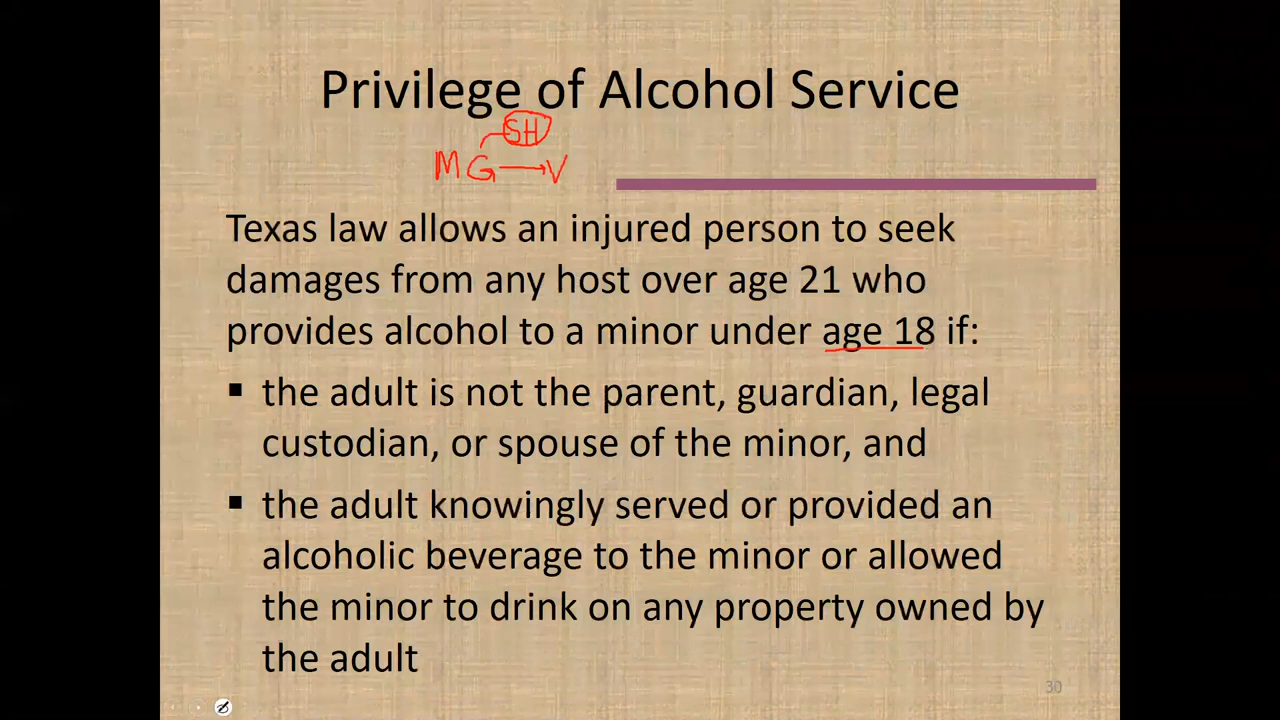 Privilege of Alcohol Service
SH
MG → V
Texas law allows an injured person to seek
damages from any host over age 21 who
provides alcohol to a minor under age 18 if:
▪ the adult is not the parent, guardian, legal
custodian, or spouse of the minor, and
▪ the adult knowingly served or provided an
alcoholic beverage to the minor or allowed
the minor to drink on any property owned by
the adult
30